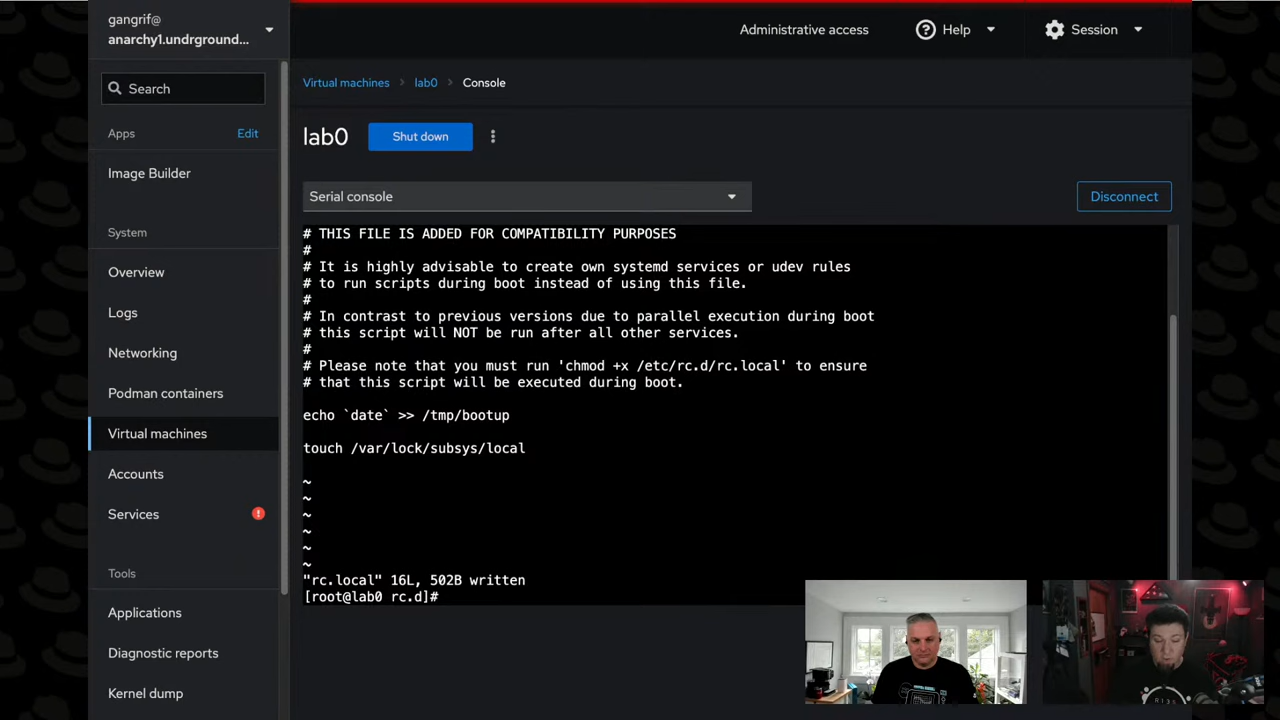 gangrif@
anarchy1.undrground...
Administrative access
Help
Session
Search
Virtual machines
lab0
Console
Apps
Edit
lab0
Shut down
Image Builder
Serial console
Disconnect
System
Overview
Logs
Networking
Podman containers
Virtual machines
Accounts
Services
Tools
Applications
Diagnostic reports
Kernel dump
# THIS FILE IS ADDED FOR COMPATIBILITY PURPOSES
#
# It is highly advisable to create own systemd services or udev rules
# to run scripts during boot instead of using this file.
#
# In contrast to previous versions due to parallel execution during boot
# this script will NOT be run after all other services.
#
# Please note that you must run 'chmod +x /etc/rc.d/rc.local' to ensure
# that this script will be executed during boot.
echo `date` >> /tmp/bootup
touch /var/lock/subsys/local
~
~
~
~
~
~
"rc.local" 16L, 502B written
[root@lab0 rc.d]#